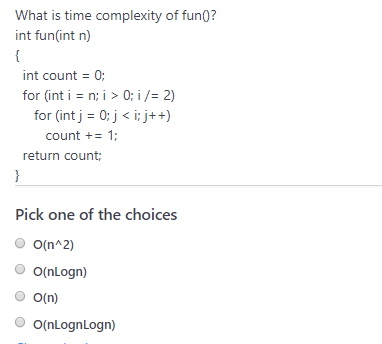 What is time complexity of fun()?
int fun(int n)
{
int count = 0;
for (int i = n; i > 0; i /= 2)
for (int j = 0; j < i; j++)
count += 1;
return count;
}
Pick one of the choices
O(n^2)
O(nLogn)
O(n)
O(nLognLogn)